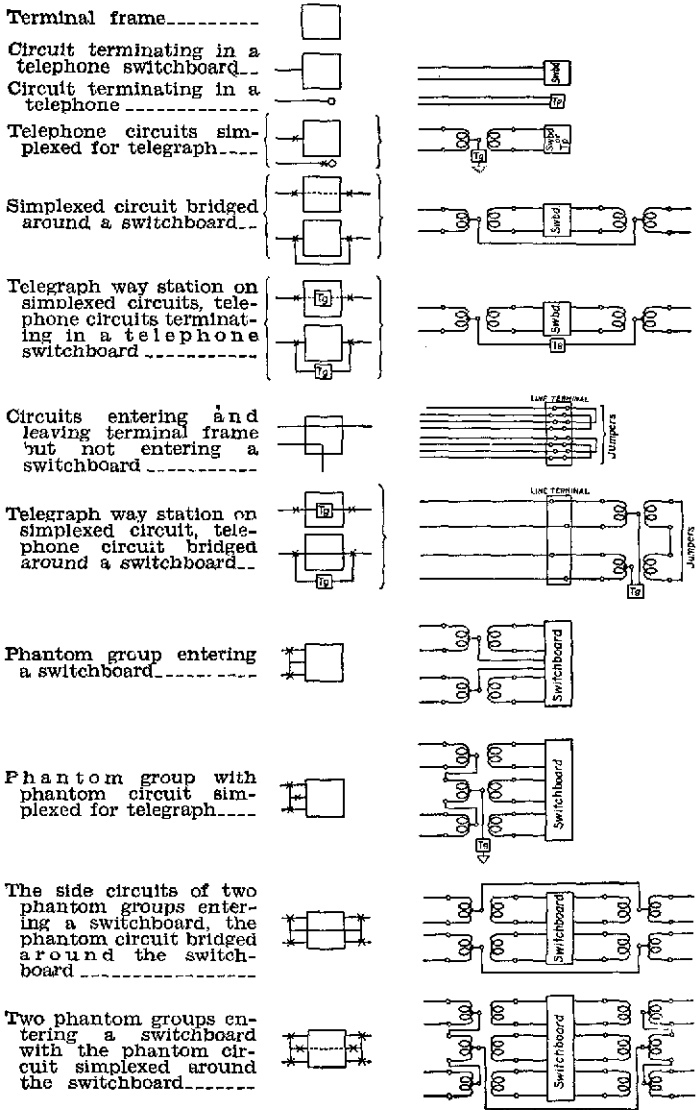 Terminal frame
Circuit terminating in a
telephone switchboard
Swbd
Circuit terminating in a
telephone
Tp
Telephone circuits sim-
plexed for telegraph
Swbd
or
Tp
Tg
Simplexed circuit bridged
around a switchboard
Swbd
Telegraph way station on
simplexed circuits, tele-
phone circuits terminat-
ing in a telephone
switchboard
Tg
Tg
Swbd
Tg
Circuits entering and
leaving terminal frame
but not entering a
switchboard
LINE TERMINAL
Jumpers
Telegraph way station on
simplexed circuit, tele-
phone circuit bridged
around a switchboard
Tg
Tg
LINE TERMINAL
Jumpers
Tg
Phantom group entering
a switchboard
Switchboard
Phantom group with
phantom circuit sim-
plexed for telegraph
Switchboard
Tg
The side circuits of two
phantom groups enter-
ing a switchboard, the
phantom circuit bridged
around the switch-
board
Switchboard
Two phantom groups en-
tering a switchboard
with the phantom cir-
cuit simplexed around
the switchboard
Switchboard